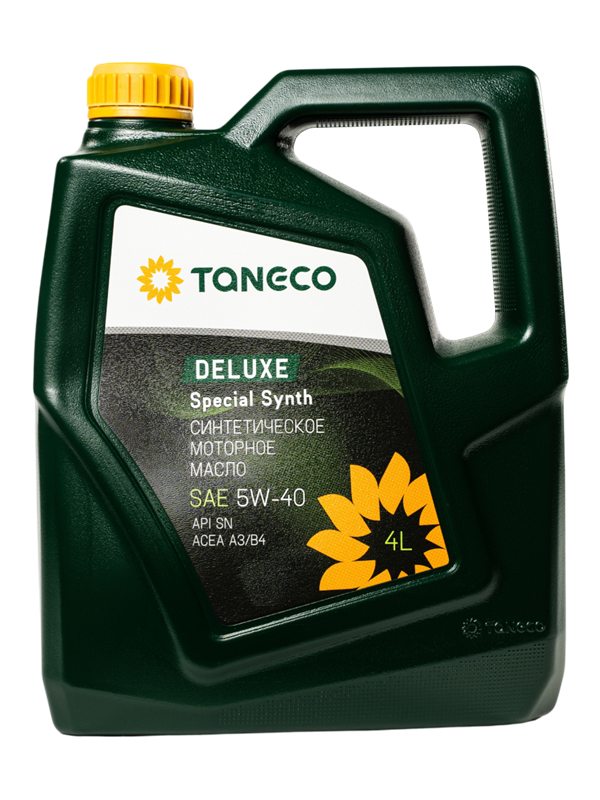 TANECO
DELUXE
Special Synth
СИНТЕТИЧЕСКОЕ
МОТОРНОЕ
МАСЛО
SAE 5W-40
API SN
ACEA A3/B4
4L
TANECO